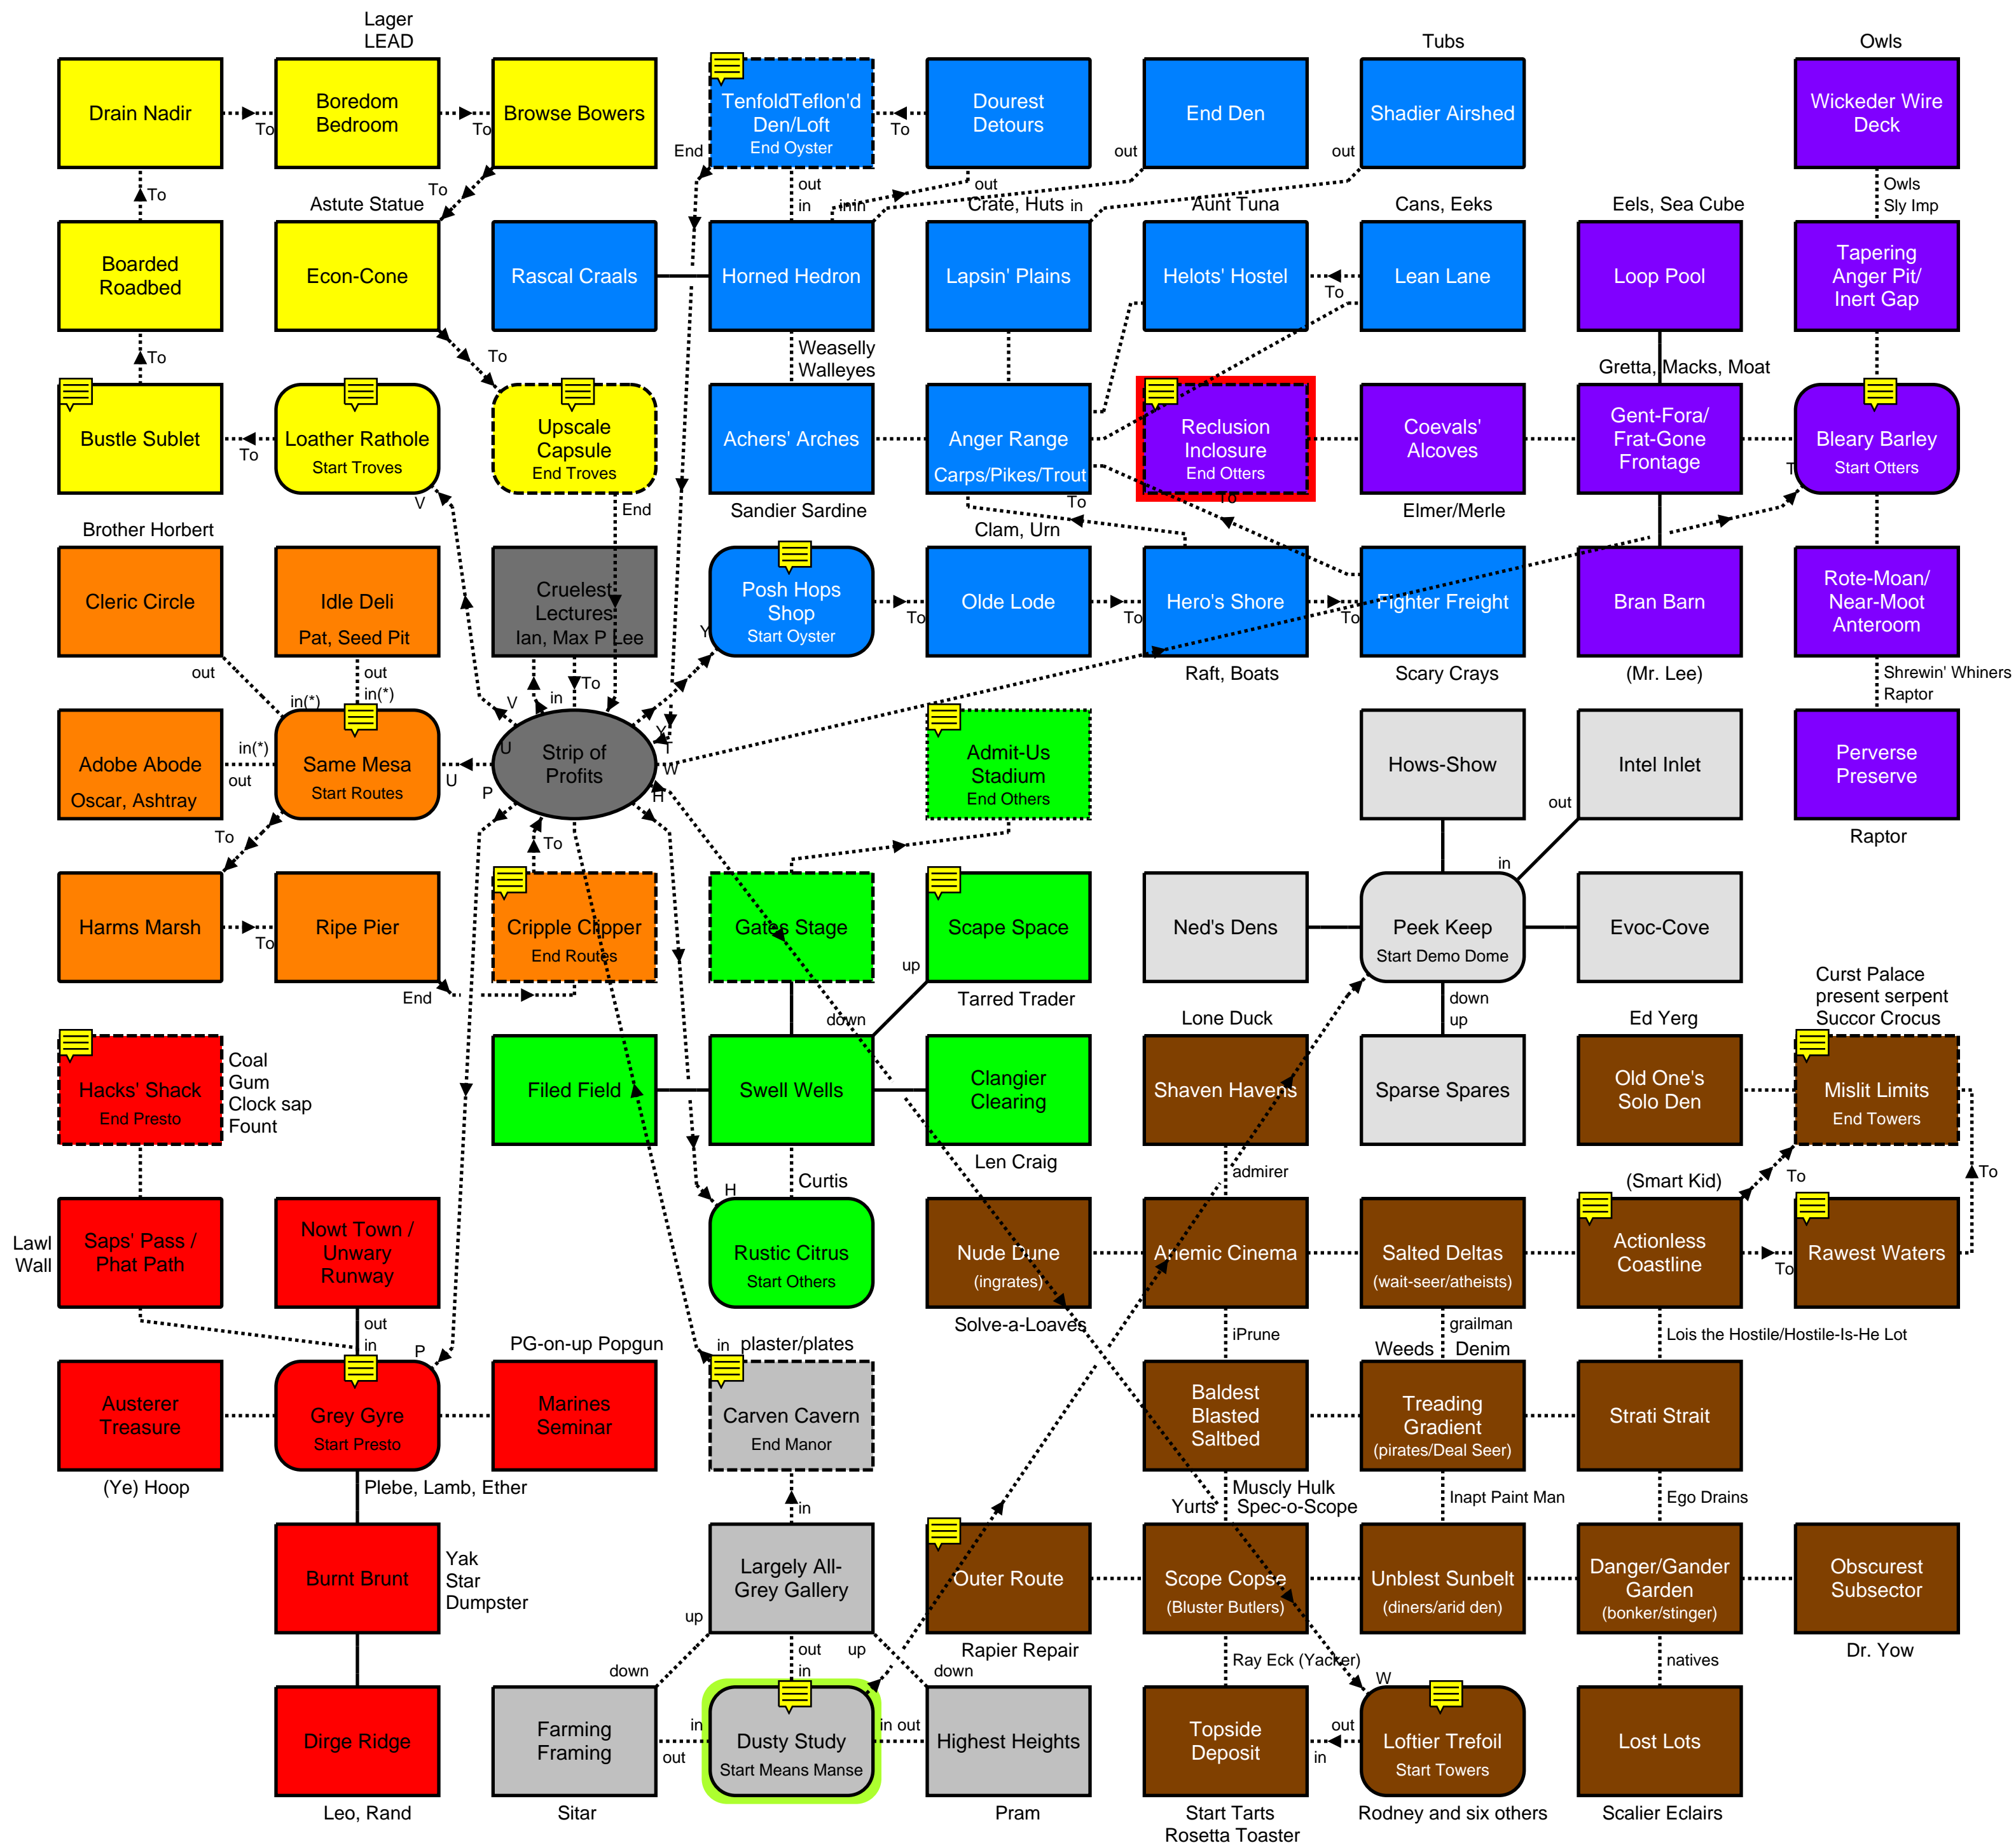 Lager
LEAD
Tubs
Owls
Drain Nadir
To
Boredom
Bedroom
To
Browse Bowers
TenfoldTeflon'd
Den/Loft
End Oyster
To
Dourest
Detours
End Den
Shadier Airshed
Wickeder Wire
Deck
End
out
out
To
To
out
in
out
inin
Owls
Sly Imp
Astute Statue
Crate, Huts
in
Aunt Tuna
Cans, Eeks
Eels, Sea Cube
Boarded
Roadbed
Econ-Cone
Rascal Craals
Horned Hedron
Lapsin' Plains
Helots' Hostel
To
Lean Lane
Loop Pool
Tapering
Anger Pit/
Inert Gap
To
To
Weaselly
Walleyes
Gretta, Macks, Moat
Bustle Sublet
To
Loather Rathole
Start Troves
Upscale
Capsule
End Troves
Achers' Arches
Anger Range
Carps/Pikes/Trout
Reclusion
Inclosure
End Otters
Coevals'
Alcoves
Gent-Fora/
Frat-Gone
Frontage
Bleary Barley
Start Otters
T
V
End
Sandier Sardine
To
To
Elmer/Merle
Brother Horbert
Clam, Urn
Cleric Circle
Idle Deli
Pat, Seed Pit
Cruelest
Lectures
Ian, Max P Lee
Y
Posh Hops
Shop
Start Oyster
To
Olde Lode
To
Hero's Shore
To
Fighter Freight
Bran Barn
Rote-Moan/
Near-Moot
Anteroom
out
out
in(*)
in(*)
V
in
To
Raft, Boats
Scary Crays
(Mr. Lee)
Shrewin' Whiners
Raptor
Adobe Abode
Oscar, Ashtray
in(*)
out
Same Mesa
Start Routes
U
U
P
Strip of
Profits
Y
T
W
H
Admit-Us
Stadium
End Others
Hows-Show
Intel Inlet
Perverse
Preserve
out
in
To
To
Raptor
Harms Marsh
To
Ripe Pier
Cripple Clipper
End Routes
Gates Stage
Scape Space
up
Ned's Dens
Peek Keep
Start Demo Dome
Evoc-Cove
End
Tarred Trader
down
up
Curst Palace
present serpent
Succor Crocus
down
Lone Duck
Ed Yerg
Hacks' Shack
End Presto
Coal
Gum
Clock sap
Fount
Filed Field
Swell Wells
Clangier
Clearing
Shaven Havens
Sparse Spares
Old One's
Solo Den
Mislit Limits
End Towers
Len Craig
admirer
To
To
H
Curtis
(Smart Kid)
Lawl
Wall
Saps' Pass /
Phat Path
Nowt Town /
Unwary
Runway
Rustic Citrus
Start Others
Nude Dune
(ingrates)
Anemic Cinema
Salted Deltas
(wait-seer/atheists)
Actionless
Coastline
To
Rawest Waters
out
in
P
PG-on-up Popgun
in
plaster/plates
Solve-a-Loaves
iPrune
grailman
Weeds
Denim
Lois the Hostile/Hostile-Is-He Lot
Austerer
Treasure
Grey Gyre
Start Presto
Marines
Seminar
Carven Cavern
End Manor
Baldest
Blasted
Saltbed
Treading
Gradient
(pirates/Deal Seer)
Strati Strait
(Ye) Hoop
Plebe, Lamb, Ether
in
Muscly Hulk
Yurts
Spec-o-Scope
Inapt Paint Man
Ego Drains
Burnt Brunt
Yak
Star
Dumpster
Largely All-
Grey Gallery
Outer Route
Scope Copse
(Bluster Butlers)
Unblest Sunbelt
(diners/arid den)
Danger/Gander
Garden
(bonker/stinger)
Obscurest
Subsector
up
out
in
up
down
down
Rapier Repair
Ray Eck (Yacker)
W
natives
Dr. Yow
Dirge Ridge
Farming
Framing
in
out
Dusty Study
Start Means Manse
in out
Highest Heights
Topside
Deposit
out
in
Loftier Trefoil
Start Towers
Lost Lots
Leo, Rand
Sitar
Pram
Start Tarts
Rosetta Toaster
Rodney and six others
Scalier Eclairs